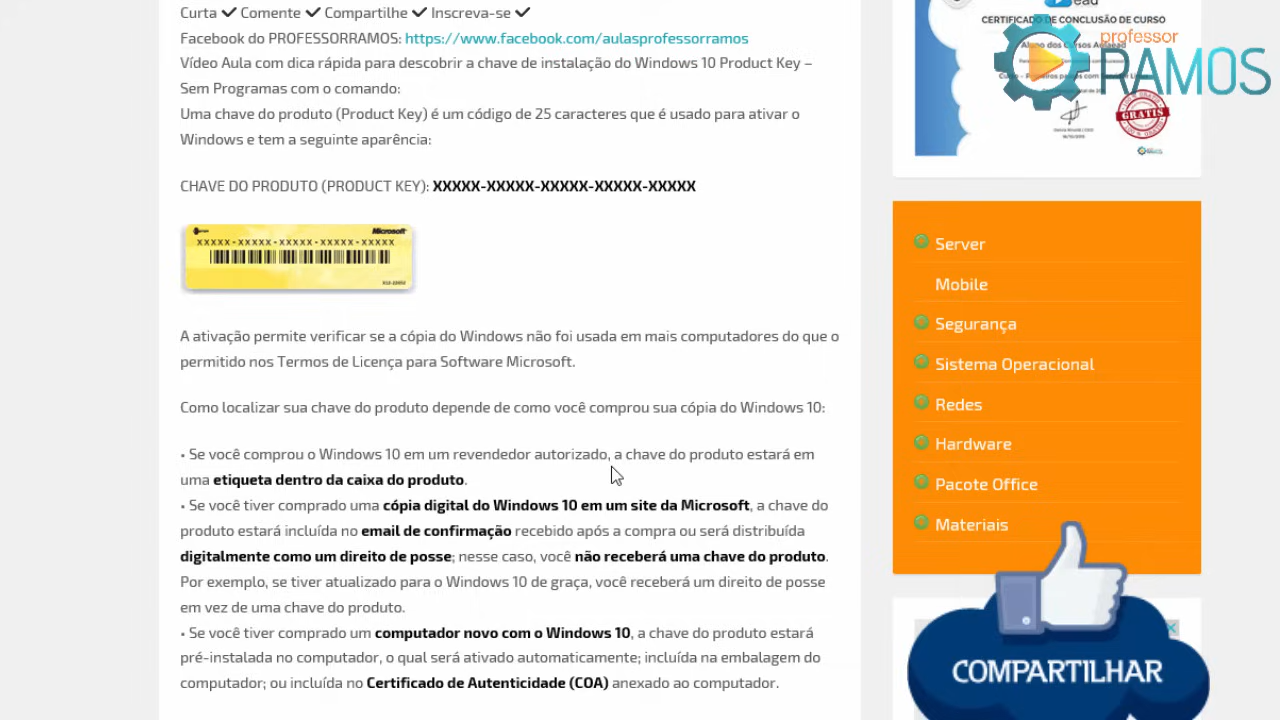 Curta ✔ Comente ✔ Compartilhe ✔ Inscreva-se ✔
Facebook do PROFESSORRAMOS: https://www.facebook.com/aulasprofessorramos
Vídeo Aula com dica rápida para descobrir a chave de instalação do Windows 10 Product Key –
Sem Programas com o comando:
Uma chave do produto (Product Key) é um código de 25 caracteres que é usado para ativar o
Windows e tem a seguinte aparência:
CHAVE DO PRODUTO (PRODUCT KEY): XXXXX-XXXXX-XXXXX-XXXXX-XXXXX
Microsoft
XXXXX-XXXXX-XXXXX-XXXXX-XXXXX
A ativação permite verificar se a cópia do Windows não foi usada em mais computadores do que o
permitido nos Termos de Licença para Software Microsoft.
Como localizar sua chave do produto depende de como você comprou sua cópia do Windows 10:
• Se você comprou o Windows 10 em um revendedor autorizado, a chave do produto estará em
uma etiqueta dentro da caixa do produto.
• Se você tiver comprado uma cópia digital do Windows 10 em um site da Microsoft, a chave do
produto estará incluída no email de confirmação recebido após a compra ou será distribuída
digitalmente como um direito de posse; nesse caso, você não receberá uma chave do produto.
Por exemplo, se tiver atualizado para o Windows 10 de graça, você receberá um direito de posse
em vez de uma chave do produto.
• Se você tiver comprado um computador novo com o Windows 10, a chave do produto estará
pré-instalada no computador, o qual será ativado automaticamente; incluída na embalagem do
computador; ou incluída no Certificado de Autenticidade (COA) anexado ao computador.
ead
CERTIFICADO DE CONCLUSÃO DE CURSO
professor
RAMOS
GRATIS
Server
Mobile
Segurança
Sistema Operacional
Redes
Hardware
Pacote Office
Materiais
COMPARTILHAR